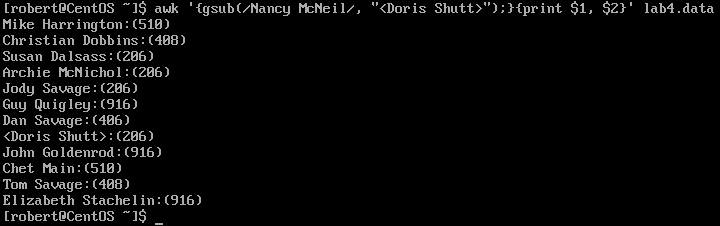 [robert@CentOS ~]$ awk '{gsub(/Nancy McNeil/, "<Doris Shutt>");}{print $1, $2}' lab4.data
Mike Harrington:(510)
Christian Dobbins:(408)
Susan Dalsass:(206)
Archie McNichol:(206)
Jody Savage:(206)
Guy Quigley:(916)
Dan Savage:(406)
<Doris Shutt>:(206)
John Goldenrod:(916)
Chet Main:(510)
Tom Savage:(408)
Elizabeth Stachelin:(916)
[robert@CentOS ~]$ _